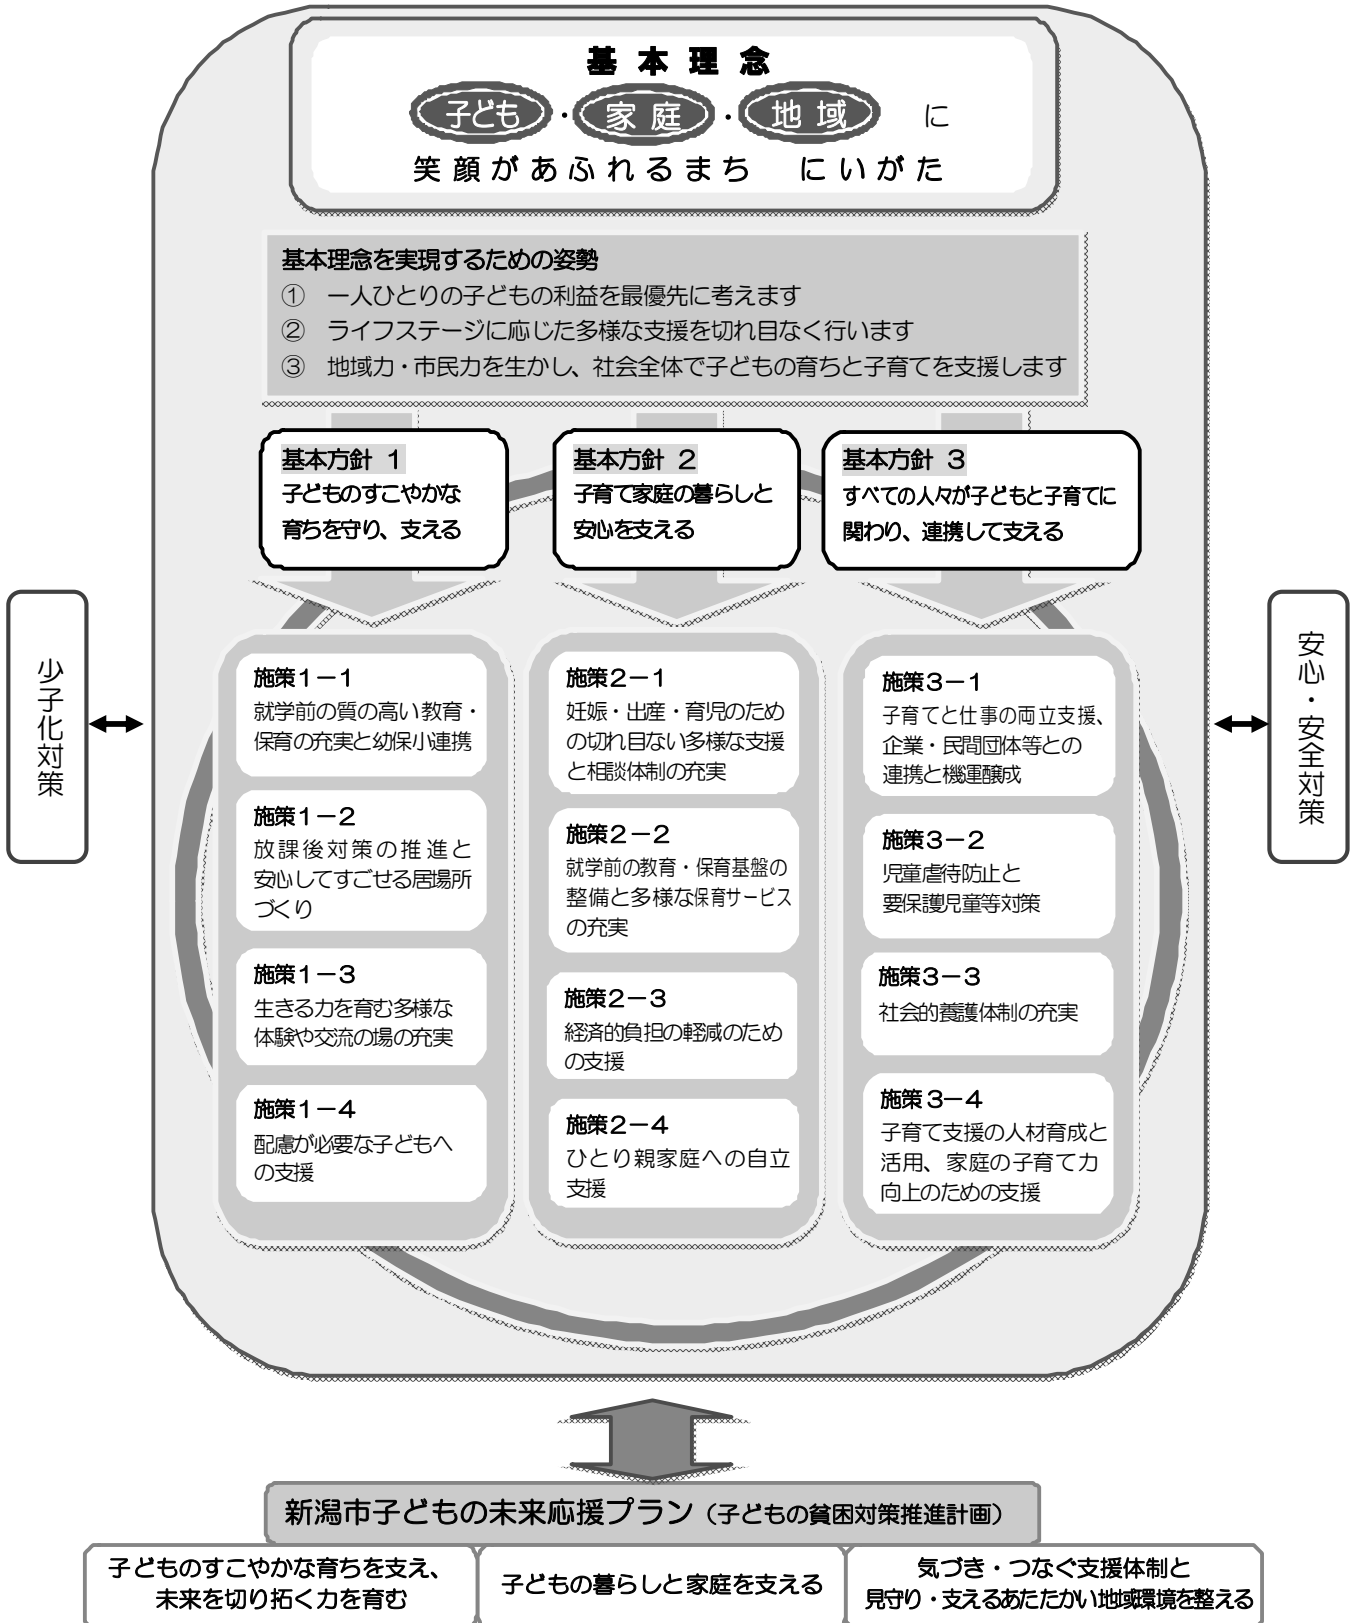 基本理念
子ども・家庭・地域 に
笑顔があふれるまち にいがた
基本理念を実現するための姿勢
① 一人ひとりの子どもの利益を最優先に考えます
② ライフステージに応じた多様な支援を切れ目なく行います
③ 地域力・市民力を生かし、社会全体で子どもの育ちと子育てを支援します
基本方針 1
子どものすこやかな
育ちを守り、支える
基本方針 2
子育て家庭の暮らしと
安心を支える
基本方針 3
すべての人々が子どもと子育てに
関わり、連携して支える
少子化対策
安心・安全対策
施策1-1
就学前の質の高い教育・
保育の充実と幼保小連携
施策1-2
放課後対策の推進と
安心してすごせる居場所
づくり
施策1-3
生きる力を育む多様な
体験や交流の場の充実
施策1-4
配慮が必要な子どもへ
の支援
施策2-1
妊娠・出産・育児のため
の切れ目ない多様な支援
と相談体制の充実
施策2-2
就学前の教育・保育基盤の
整備と多様な保育サービス
の充実
施策2-3
経済的負担の軽減のため
の支援
施策2-4
ひとり親家庭への自立
支援
施策3-1
子育てと仕事の両立支援、
企業・民間団体等との
連携と機運醸成
施策3-2
児童虐待防止と
要保護児童等対策
施策3-3
社会的養護体制の充実
施策3-4
子育て支援の人材育成と
活用、家庭の子育て力
向上のための支援
新潟市子どもの未来応援プラン（子どもの貧困対策推進計画）
子どものすこやかな育ちを支え、
未来を切り拓く力を育む
子どもの暮らしと家庭を支える
気づき・つなぐ支援体制と
見守り・支えるあたたかい地域環境を整える